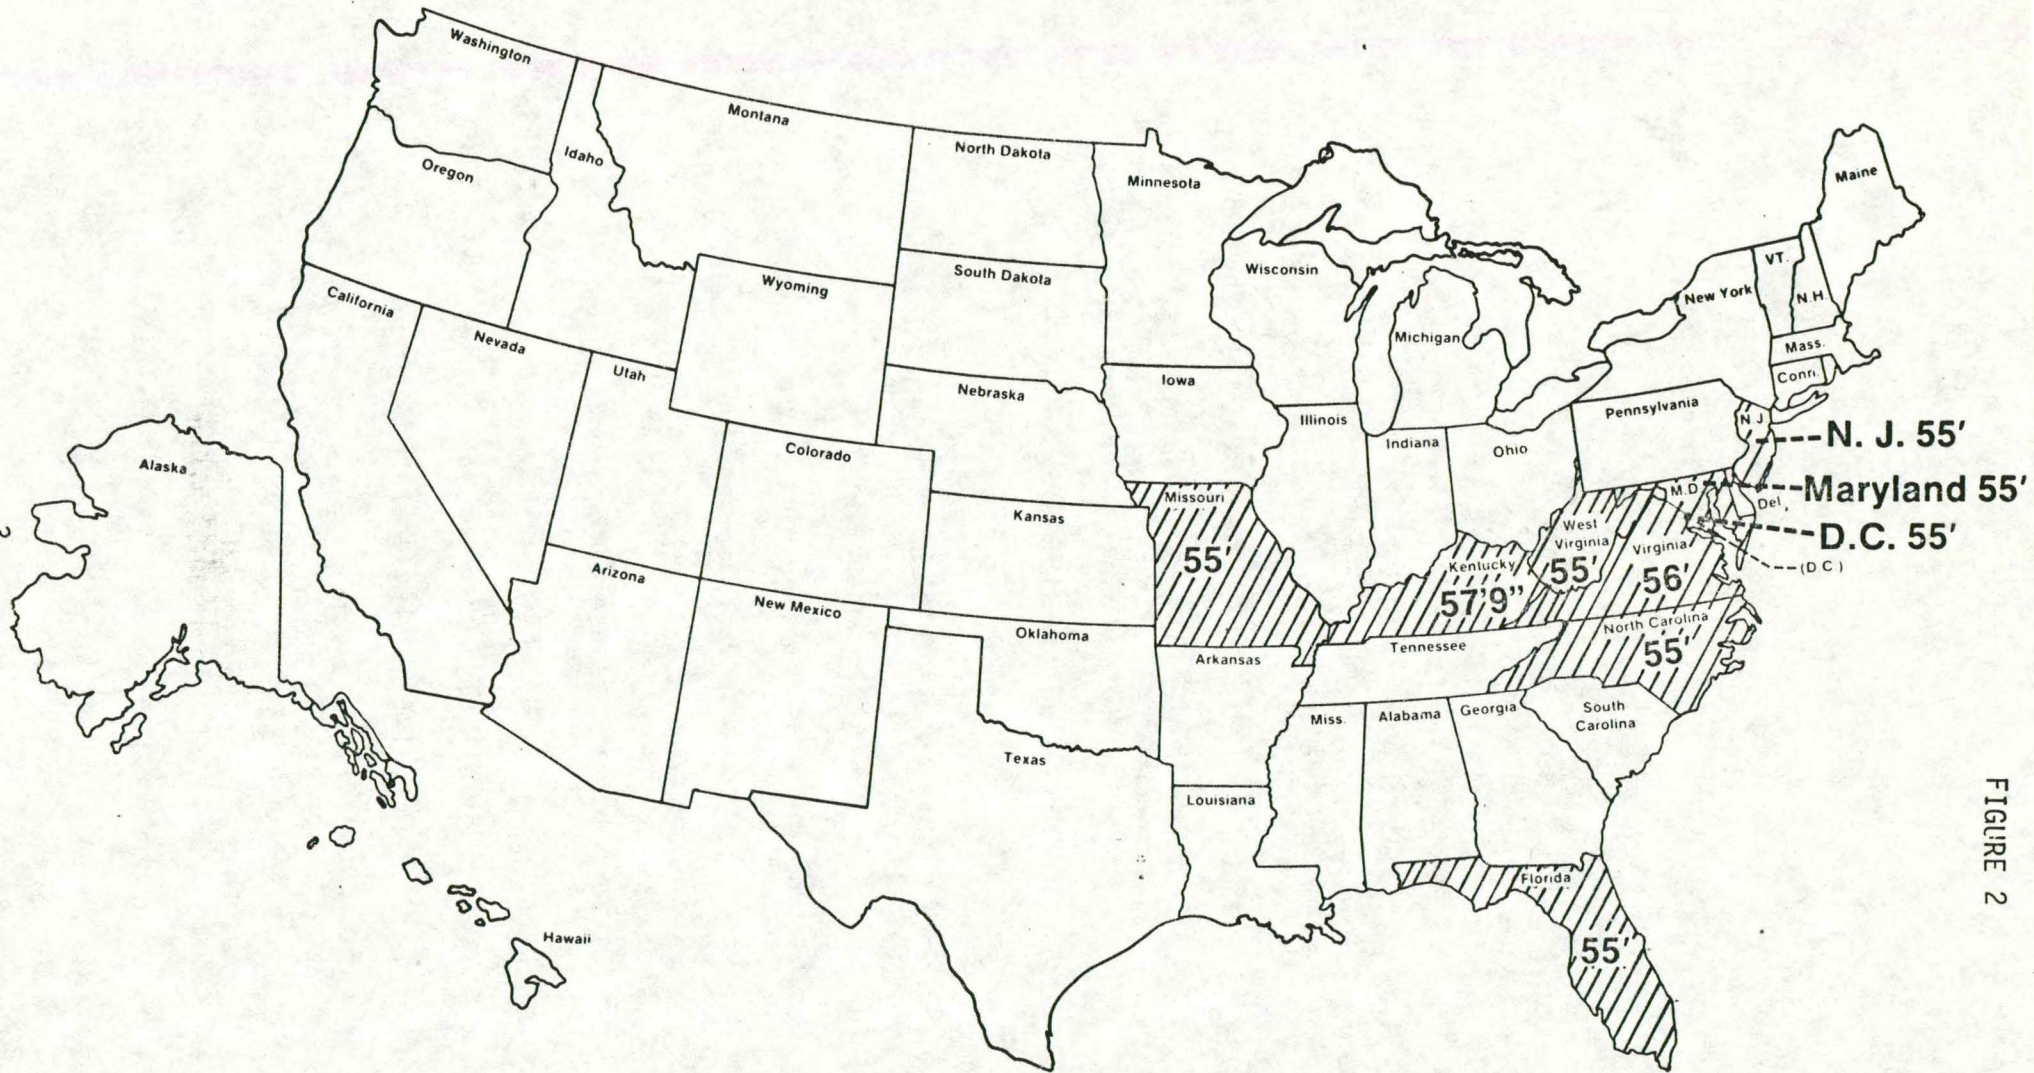 Washington
Montana
North Dakota
Minnesota
Idaho
Oregon
Maine
VT.
Wisconsin
South Dakota
Wyoming
California
New York
N.H.
Michigan
Nevada
Mass.
Utah
Iowa
Conn.
Nebraska
Pennsylvania
N.J.
Illinois
N. J. 55'
Indiana
Ohio
Colorado
Alaska
Maryland 55'
Missouri
M.D.
Del.
Kansas
D.C. 55'
West
Virginia
Virginia
55'
Kentucky
55'
56'
(D C)
Arizona
57'9"
New Mexico
Oklahoma
North Carolina
Tennessee
55'
Arkansas
Miss.
Alabama
Georgia
South
Carolina
Texas
Louisiana
FIGURE 2
Florida
Hawaii
55'